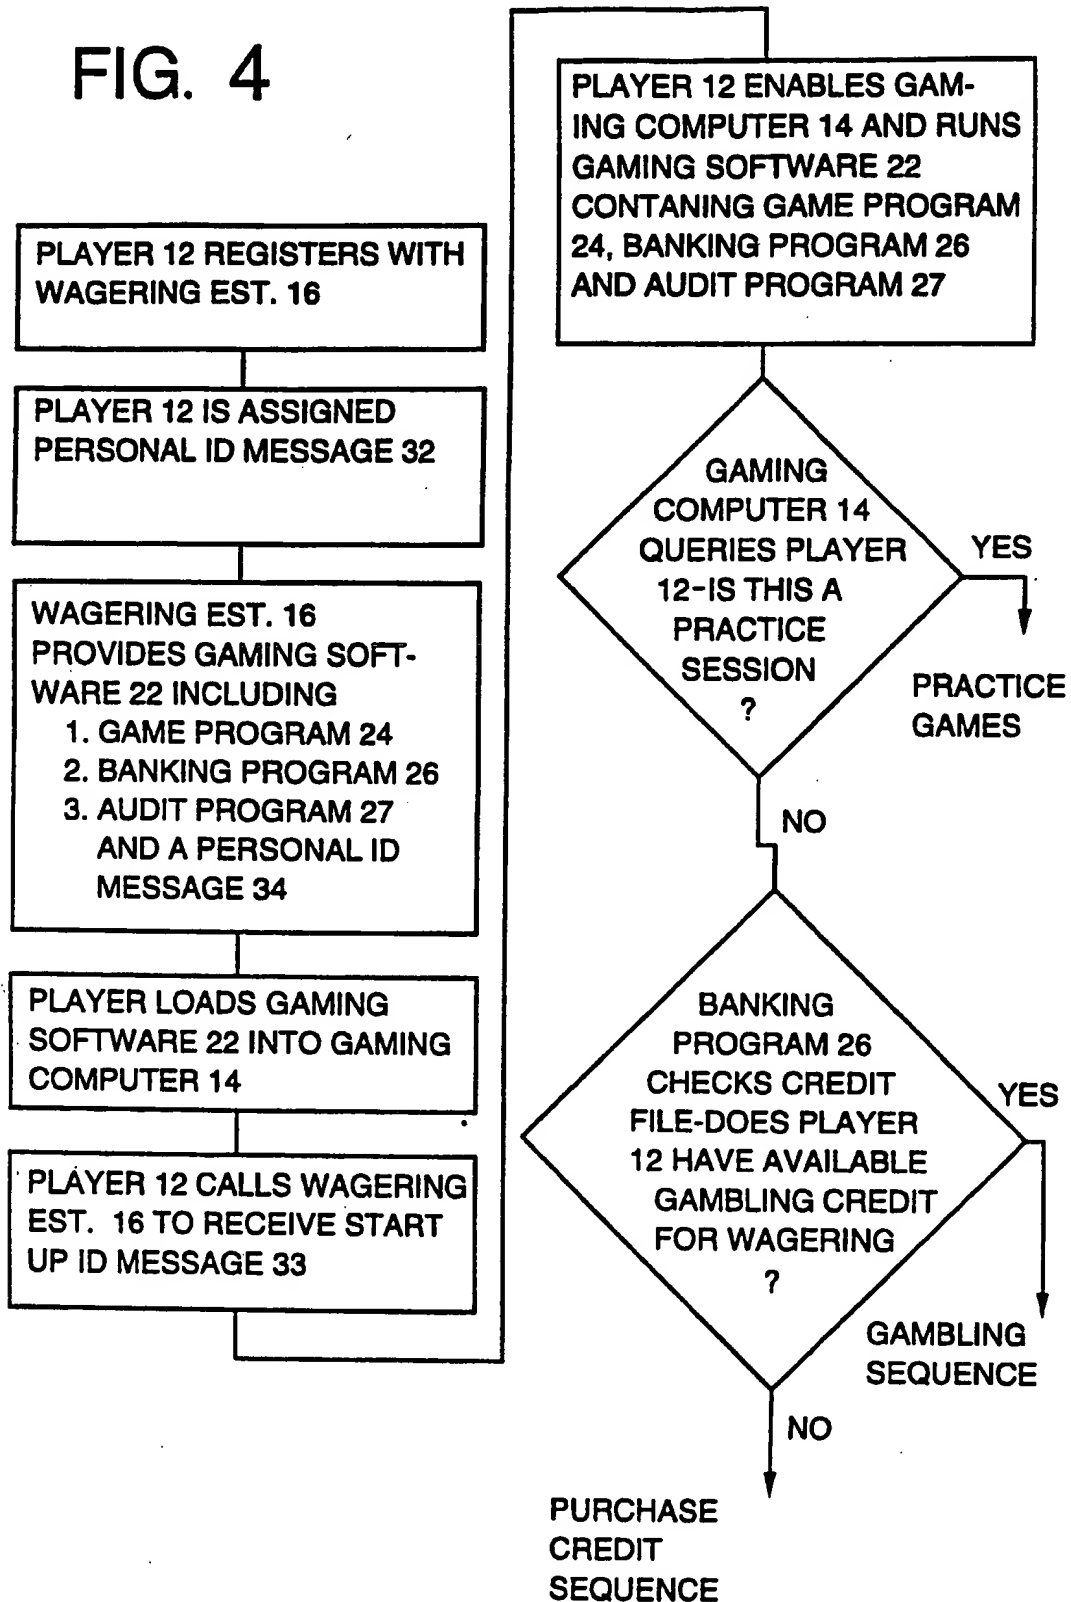 FIG. 4
PLAYER 12 REGISTERS WITH
WAGERING EST. 16
PLAYER 12 IS ASSIGNED
PERSONAL ID MESSAGE 32
WAGERING EST. 16
PROVIDES GAMING SOFT-
WARE 22 INCLUDING
1. GAME PROGRAM 24
2. BANKING PROGRAM 26
3. AUDIT PROGRAM 27
AND A PERSONAL ID
MESSAGE 34
PLAYER LOADS GAMING
SOFTWARE 22 INTO GAMING
COMPUTER 14
PLAYER 12 CALLS WAGERING
EST. 16 TO RECEIVE START
UP ID MESSAGE 33
PLAYER 12 ENABLES GAM-
ING COMPUTER 14 AND RUNS
GAMING SOFTWARE 22
CONTANING GAME PROGRAM
24, BANKING PROGRAM 26
AND AUDIT PROGRAM 27
GAMING
COMPUTER 14
QUERIES PLAYER
12-IS THIS A
PRACTICE
SESSION
?
YES
PRACTICE
GAMES
NO
BANKING
PROGRAM 26
CHECKS CREDIT
FILE-DOES PLAYER
12 HAVE AVAILABLE
GAMBLING CREDIT
FOR WAGERING
?
YES
GAMBLING
SEQUENCE
NO
PURCHASE
CREDIT
SEQUENCE